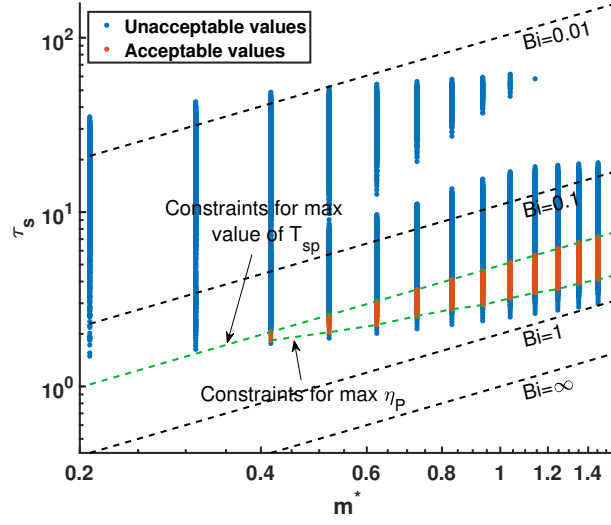 Unacceptable values
Acceptable values
Bi=0.01
Bi=0.1
Bi=1
Bi=∞
Constraints for max
value of T_sp
Constraints for max η_P
τ_s
10^2
10^1
10^0
0.2
0.4
0.6
0.8
1
1.2
1.4
m^*